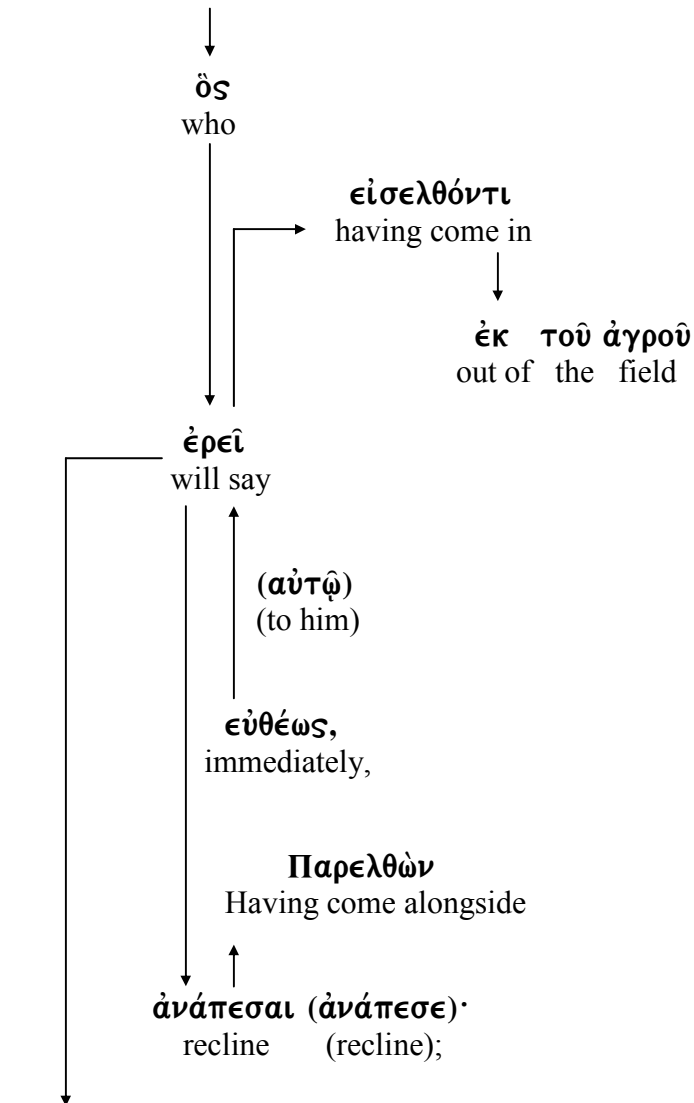 ὃς
who
εἰσελθόντι
having come in
ἐκ τοῦ ἀγροῦ
out of the field
ἐρεῖ
will say
(αὐτῷ)
(to him)
εὐθέως,
immediately,
Παρελθὼν
Having come alongside
ἀνάπεσαι (ἀνάπεσε)·
recline (recline);